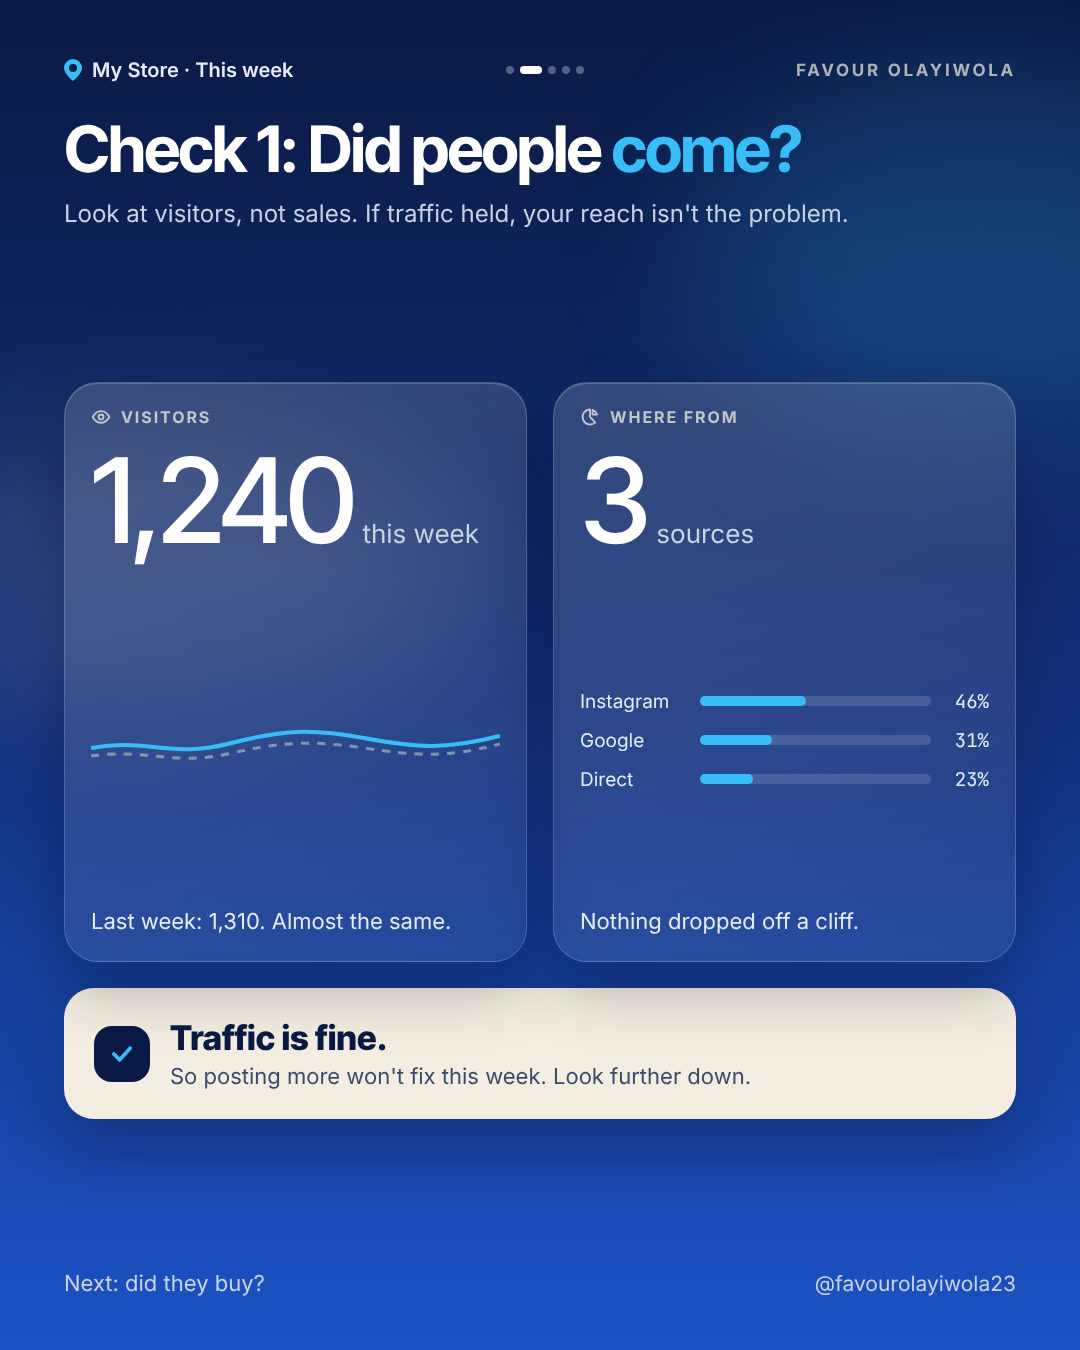 My Store · This week
FAVOUR OLAYIWOLA
Check 1: Did people come?
Look at visitors, not sales. If traffic held, your reach isn't the problem.
VISITORS
1,240 this week
Last week: 1,310. Almost the same.
WHERE FROM
3 sources
Instagram 46%
Google 31%
Direct 23%
Nothing dropped off a cliff.
Traffic is fine.
So posting more won't fix this week. Look further down.
Next: did they buy?
@favourolayiwola23